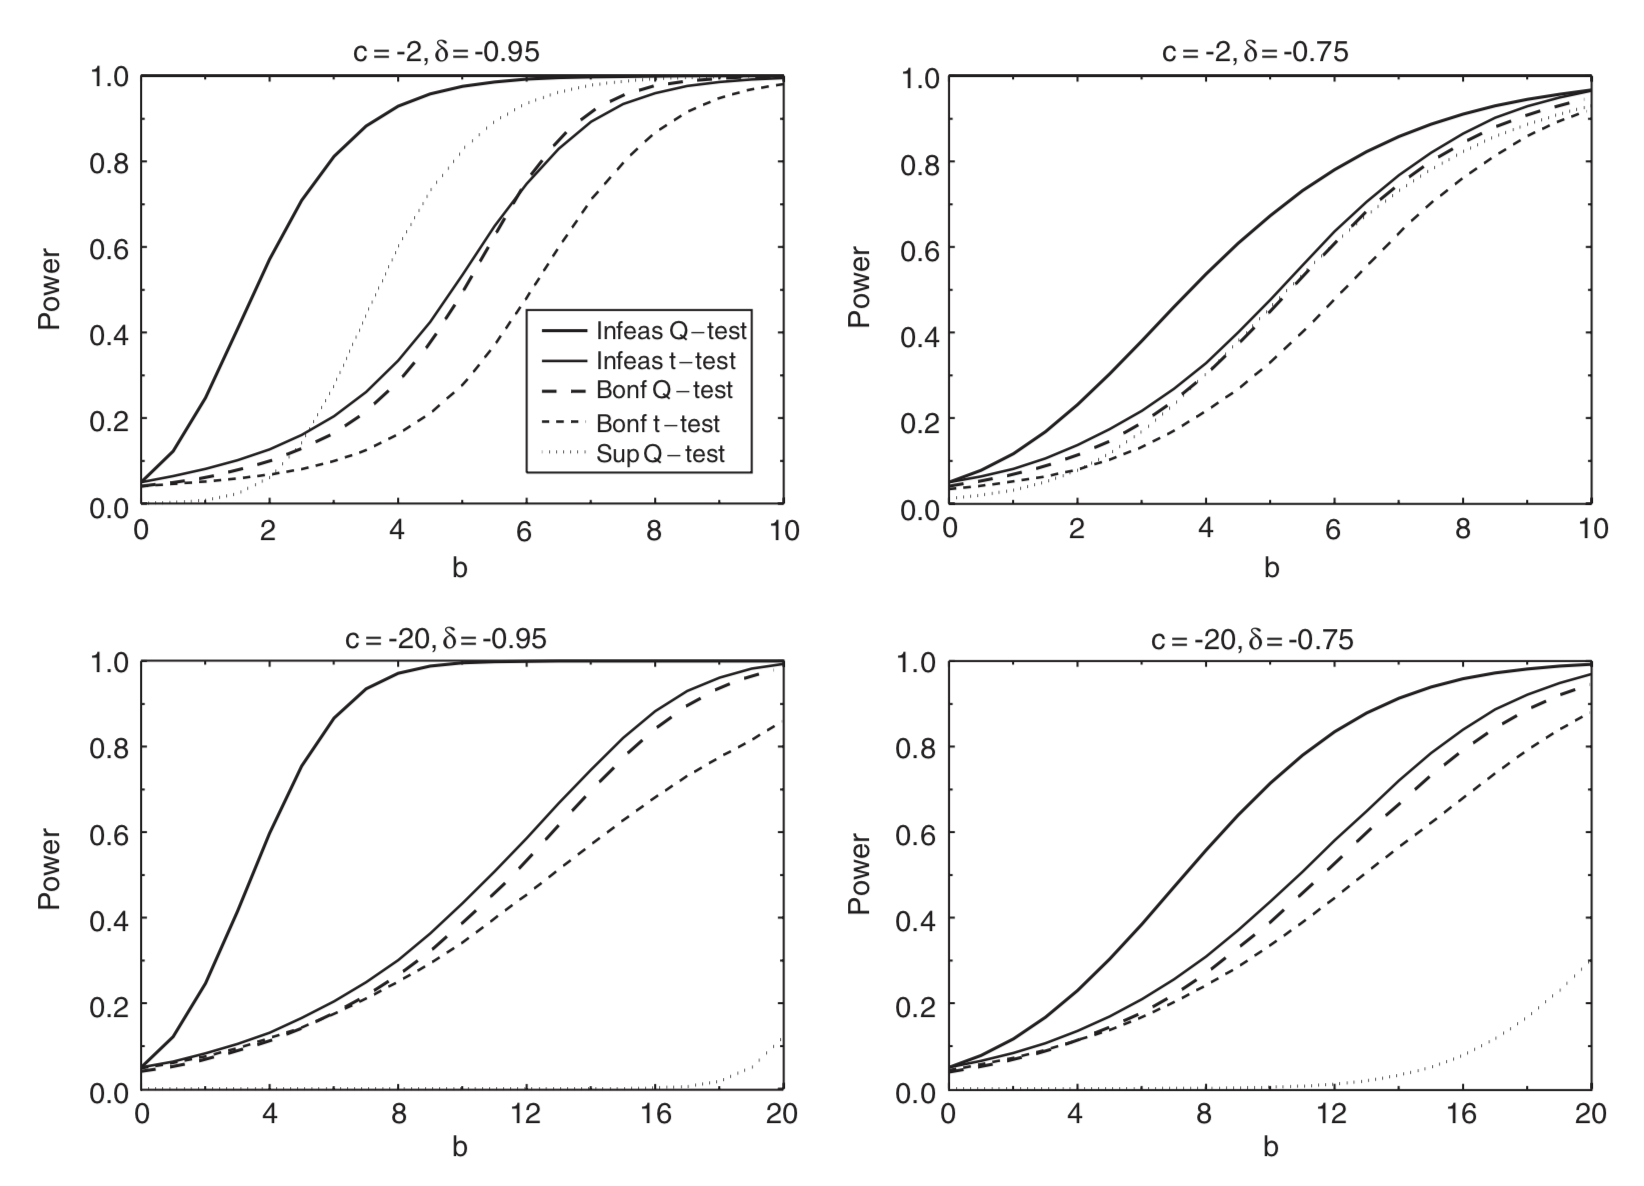 c = -2, δ= -0.95
1.0
0.8
0.6
0.4
0.2
0.0
Power
0 2 4 6 8 10
b
Infeas Q–test
Infeas t–test
Bonf Q–test
Bonf t–test
Sup Q–test
c = -2, δ= -0.75
1.0
0.8
0.6
0.4
0.2
0.0
Power
0 2 4 6 8 10
b
c = -20, δ= -0.95
1.0
0.8
0.6
0.4
0.2
0.0
Power
0 4 8 12 16 20
b
c = -20, δ= -0.75
1.0
0.8
0.6
0.4
0.2
0.0
Power
0 4 8 12 16 20
b